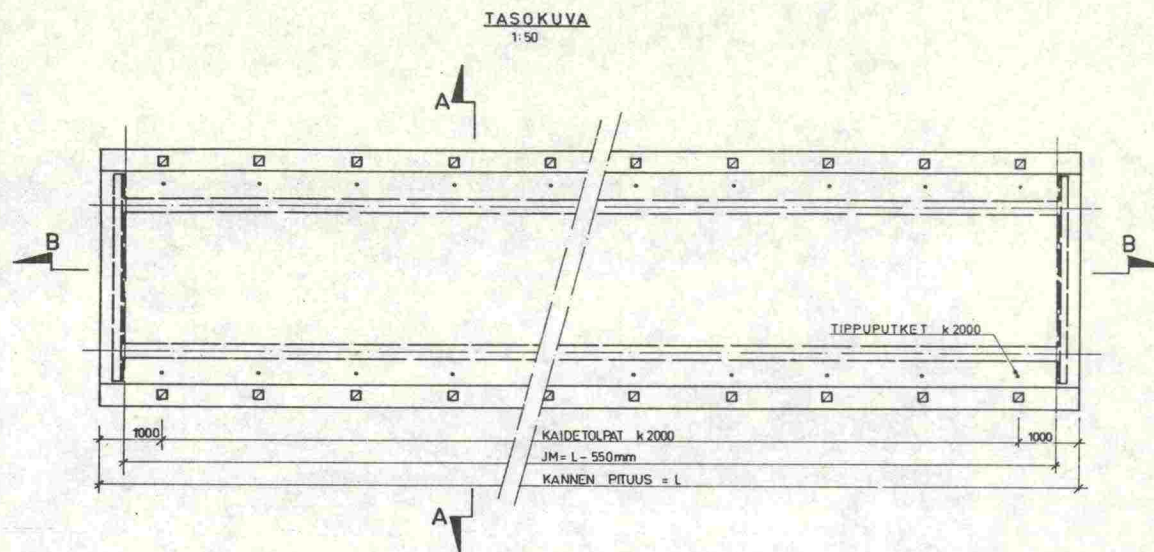 TASOKUVA
1:50
A
B
B
TIPPUPUTKET k 2000
1000
KAIDETOLPAT k 2000
1000
JM = L - 550mm
KANNEN PITUUS = L
A